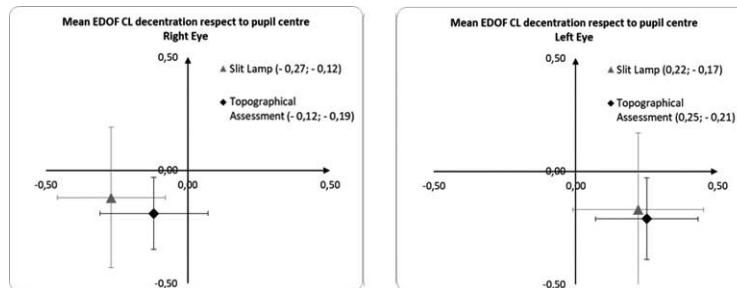 Mean EDOF CL decentration respect to pupil centre
Right Eye
0,50
Slit Lamp (- 0,27; - 0,12)
Topographical
Assessment (- 0,12; - 0,19)
0,00
-0,50
0,00
0,50
-0,50
Mean EDOF CL decentration respect to pupil centre
Left Eye
0,50
Slit Lamp (0,22; - 0,17)
Topographical
Assessment (0,25; - 0,21)
0,00
-0,50
0,00
0,50
-0,50